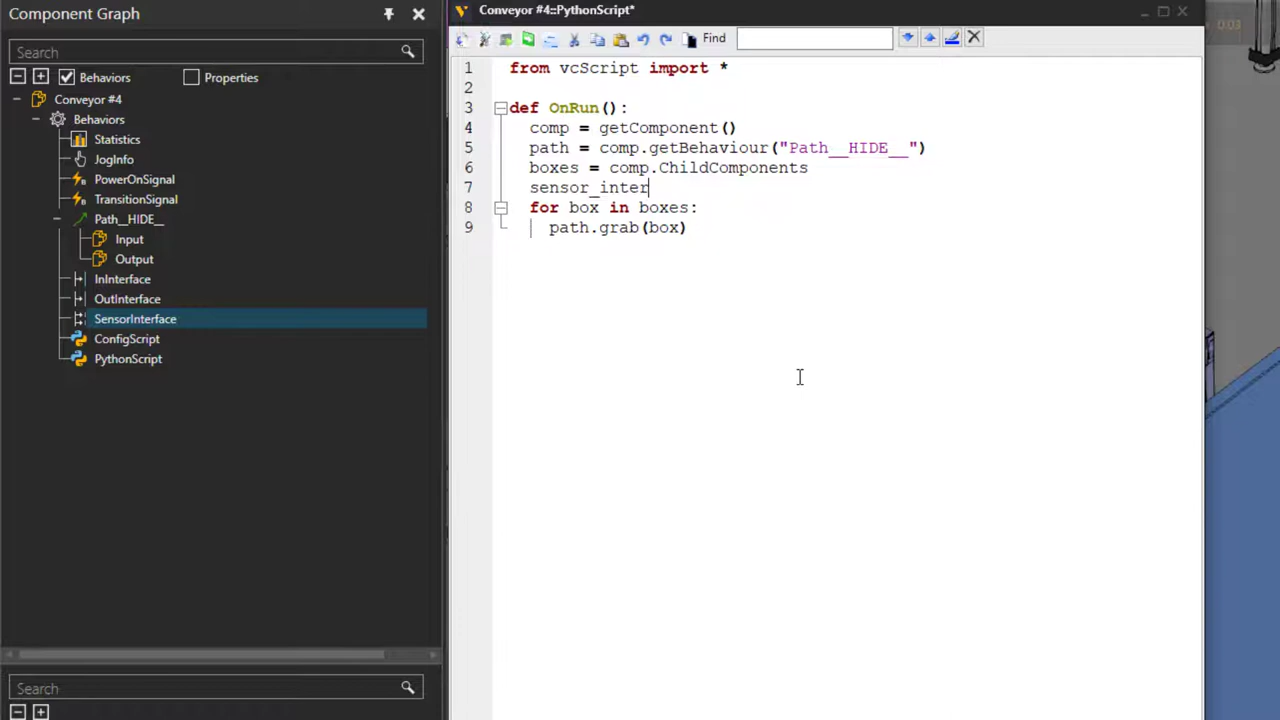 Component Graph
Search
Behaviors
Properties
Conveyor #4
Behaviors
Statistics
JogInfo
PowerOnSignal
TransitionSignal
Path__HIDE__
Input
Output
InInterface
OutInterface
SensorInterface
ConfigScript
PythonScript
Search
Conveyor #4::PythonScript*
Find
1 from vcScript import *
2
3 def OnRun():
4 comp = getComponent()
5 path = comp.getBehaviour("Path__HIDE__")
6 boxes = comp.ChildComponents
7 sensor_inter
8 for box in boxes:
9 path.grab(box)
0.03